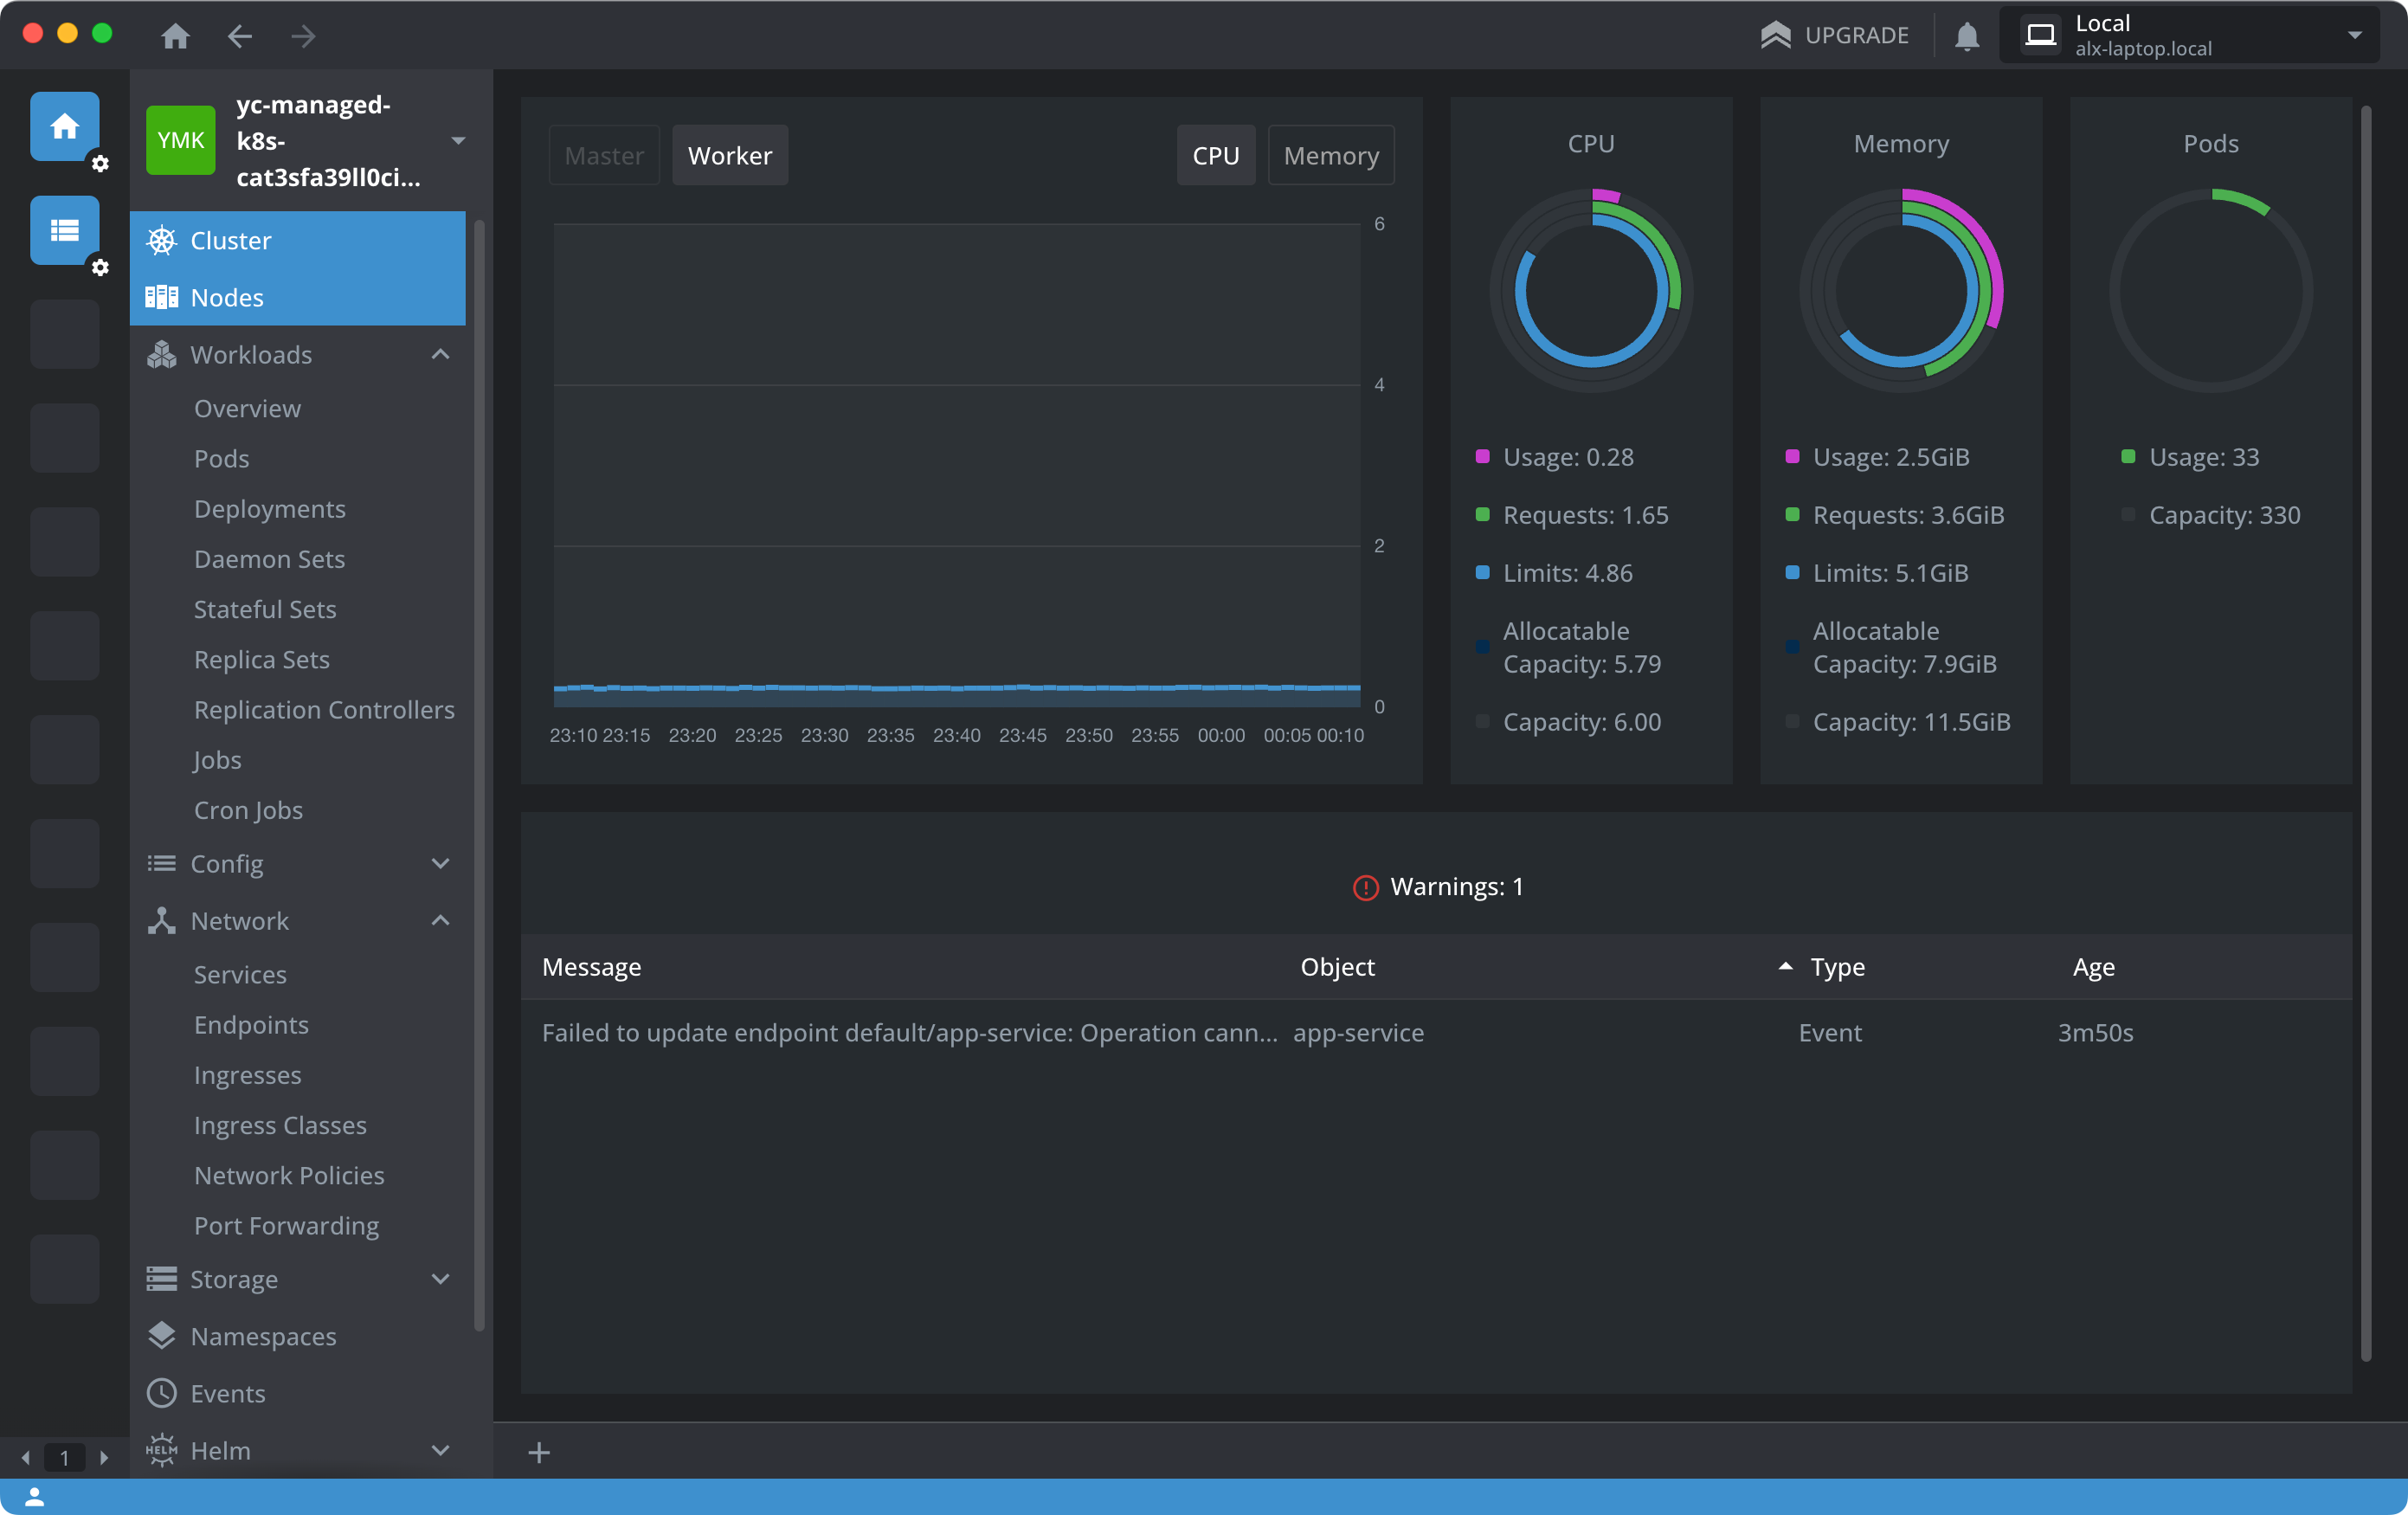 UPGRADE
Local
alx-laptop.local
YMK
yc-managed-
k8s-
cat3sfa39ll0ci...
Cluster
Nodes
Workloads
Overview
Pods
Deployments
Daemon Sets
Stateful Sets
Replica Sets
Replication Controllers
Jobs
Cron Jobs
Config
Network
Services
Endpoints
Ingresses
Ingress Classes
Network Policies
Port Forwarding
Storage
Namespaces
Events
HELM
Helm
1
Master
Worker
CPU
Memory
6
4
2
0
23:10 23:15 23:20 23:25 23:30 23:35 23:40 23:45 23:50 23:55 00:00 00:05 00:10
CPU
Usage: 0.28
Requests: 1.65
Limits: 4.86
Allocatable
Capacity: 5.79
Capacity: 6.00
Memory
Usage: 2.5GiB
Requests: 3.6GiB
Limits: 5.1GiB
Allocatable
Capacity: 7.9GiB
Capacity: 11.5GiB
Pods
Usage: 33
Capacity: 330
Warnings: 1
Message Object Type Age
Failed to update endpoint default/app-service: Operation cann... app-service Event 3m50s